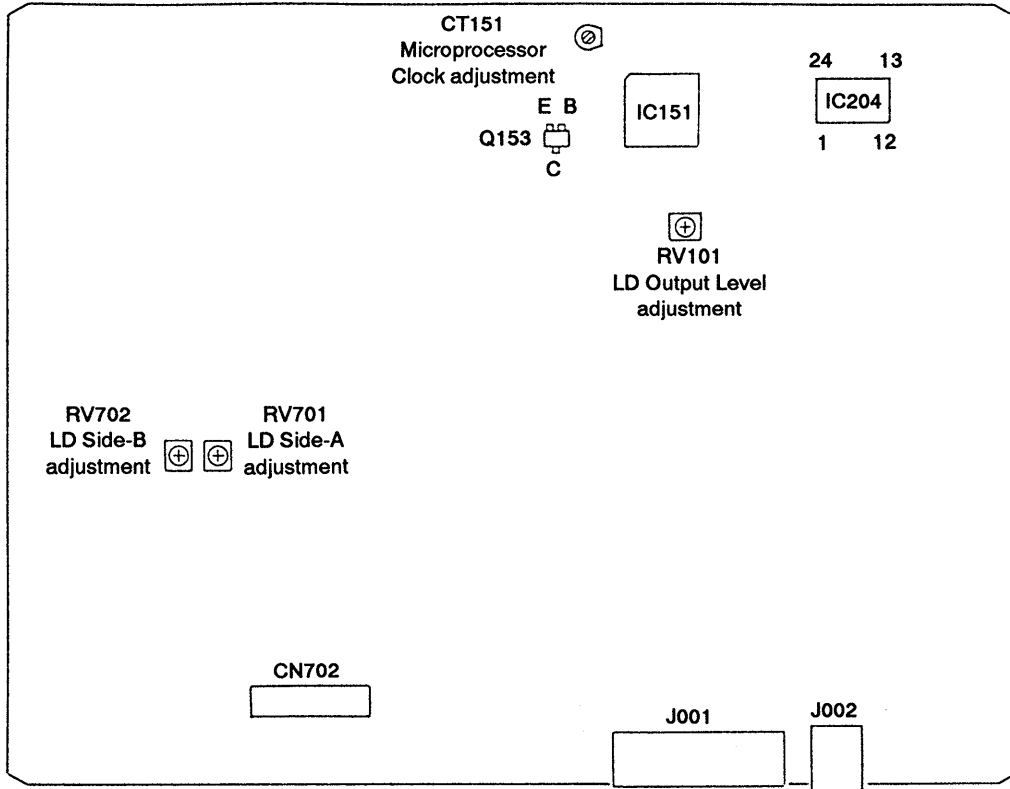 CT151
Microprocessor
Clock adjustment
24 13
IC204
1 12
IC151
E B
Q153
C
RV101
LD Output Level
adjustment
RV702
LD Side-B
adjustment
RV701
LD Side-A
adjustment
CN702
J001
J002